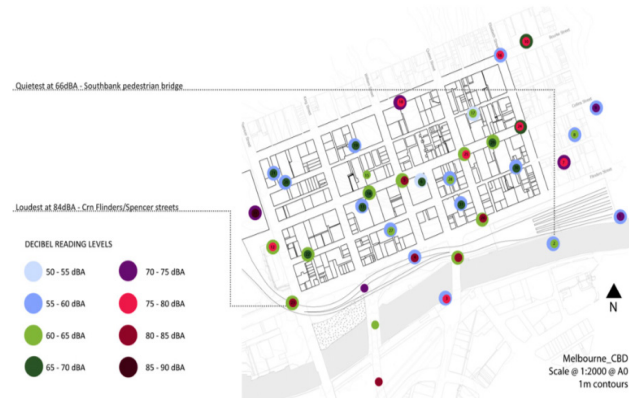 Quietest at 66dBA - Southbank pedestrian bridge
Loudest at 84dBA - Crn Flinders/Spencer streets
DECIBEL READING LEVELS
50 - 55 dBA
70 - 75 dBA
55 - 60 dBA
75 - 80 dBA
60 - 65 dBA
80 - 85 dBA
65 - 70 dBA
85 - 90 dBA
N
Melbourne_CBD
Scale @ 1:2000 @ A0
1m contours